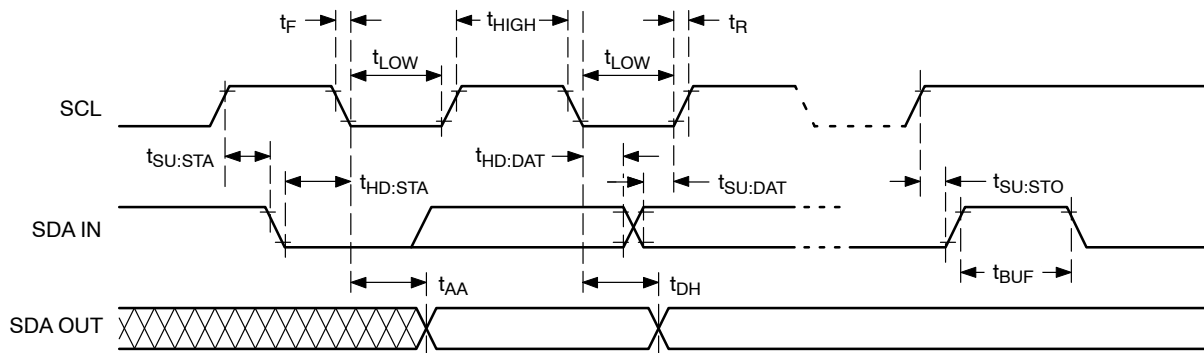 tF
tHIGH
tR
tLOW
tLOW
SCL
tSU:STA
tHD:STA
tHD:DAT
tSU:DAT
tSU:STO
SDA IN
tAA
tDH
tBUF
SDA OUT